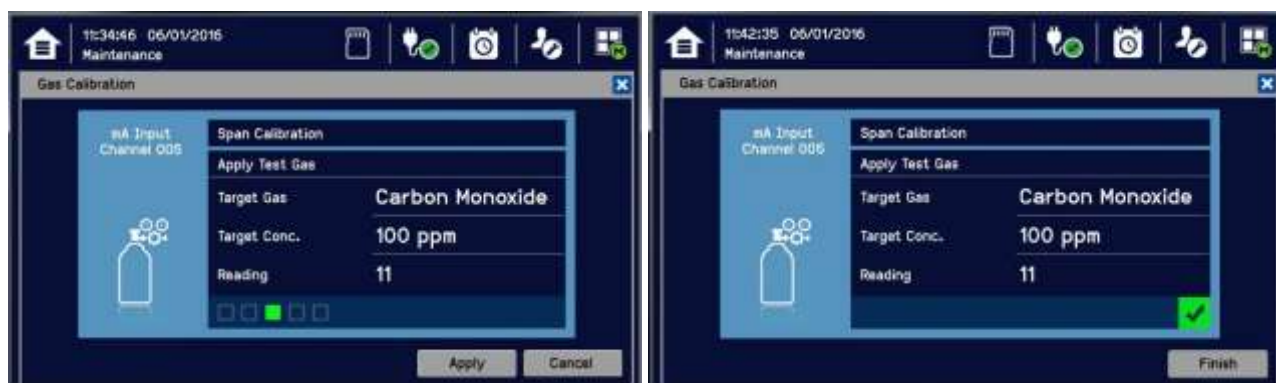 11:34:46 06/01/2016
Maintenance
Gas Calibration
mA Input
Channel 005
Span Calibration
Apply Test Gas
Target Gas Carbon Monoxide
Target Conc. 100 ppm
Reading 11
Apply Cancel
11:42:35 06/01/2016
Maintenance
Gas Calibration
mA Input
Channel 006
Span Calibration
Apply Test Gas
Target Gas Carbon Monoxide
Target Conc. 100 ppm
Reading 11
Finish